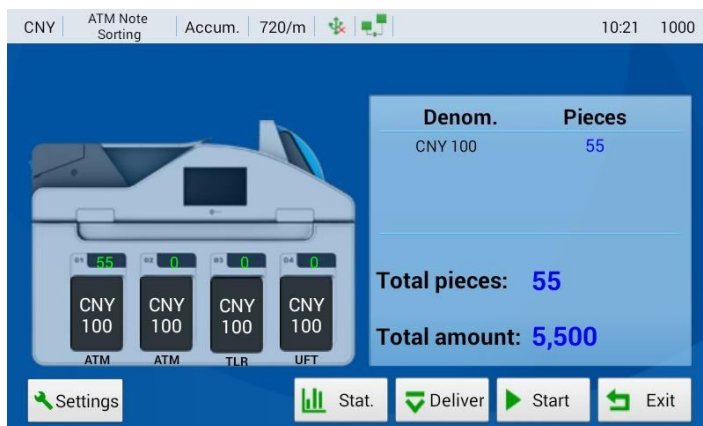 CNY ATM Note Sorting Accum. 720/m 10:21 1000
Denom. Pieces
CNY 100 55
01 55 02 0 03 0 04 0
CNY 100 CNY 100 CNY 100 CNY 100
ATM ATM TLR UFT
Total pieces: 55
Total amount: 5,500
Settings Stat. Deliver Start Exit